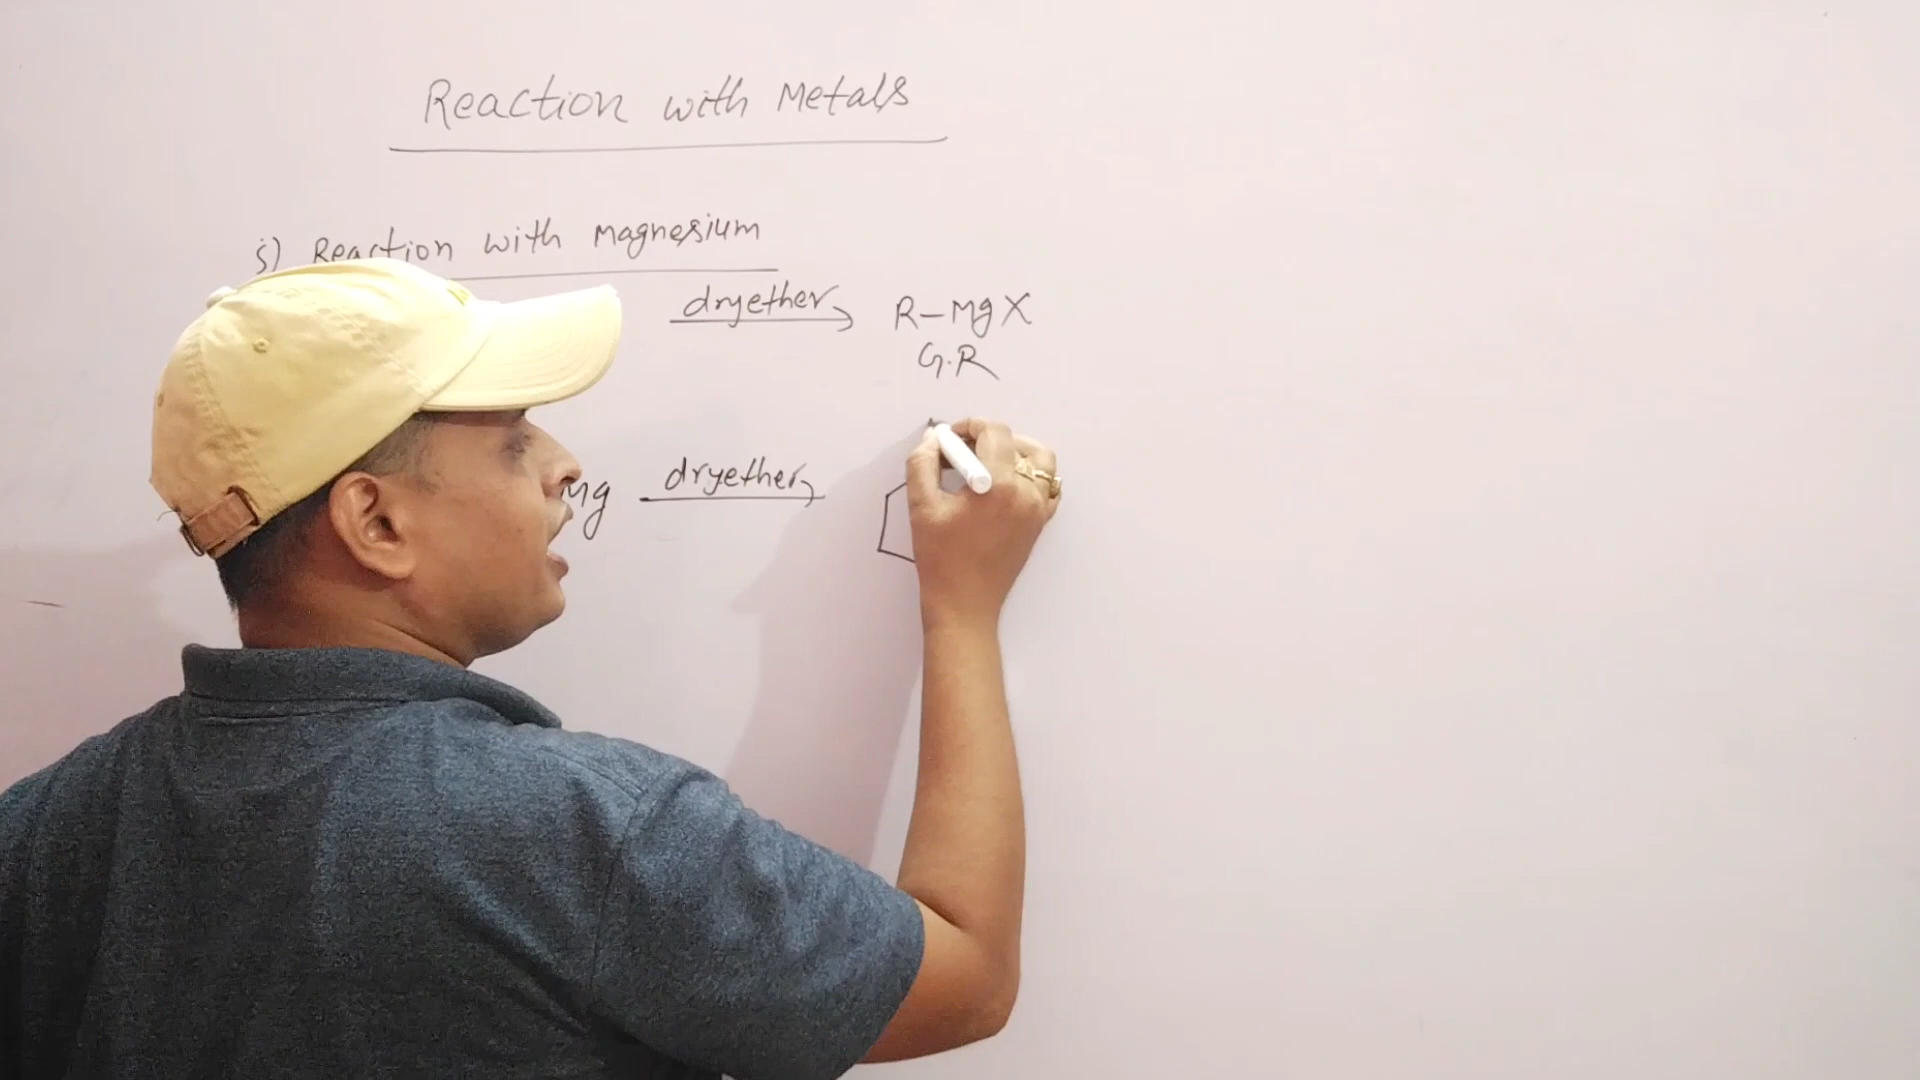 Reaction with Metals
i) Reaction with Magnesium
dryether R-MgX
G.R
Mg dryether